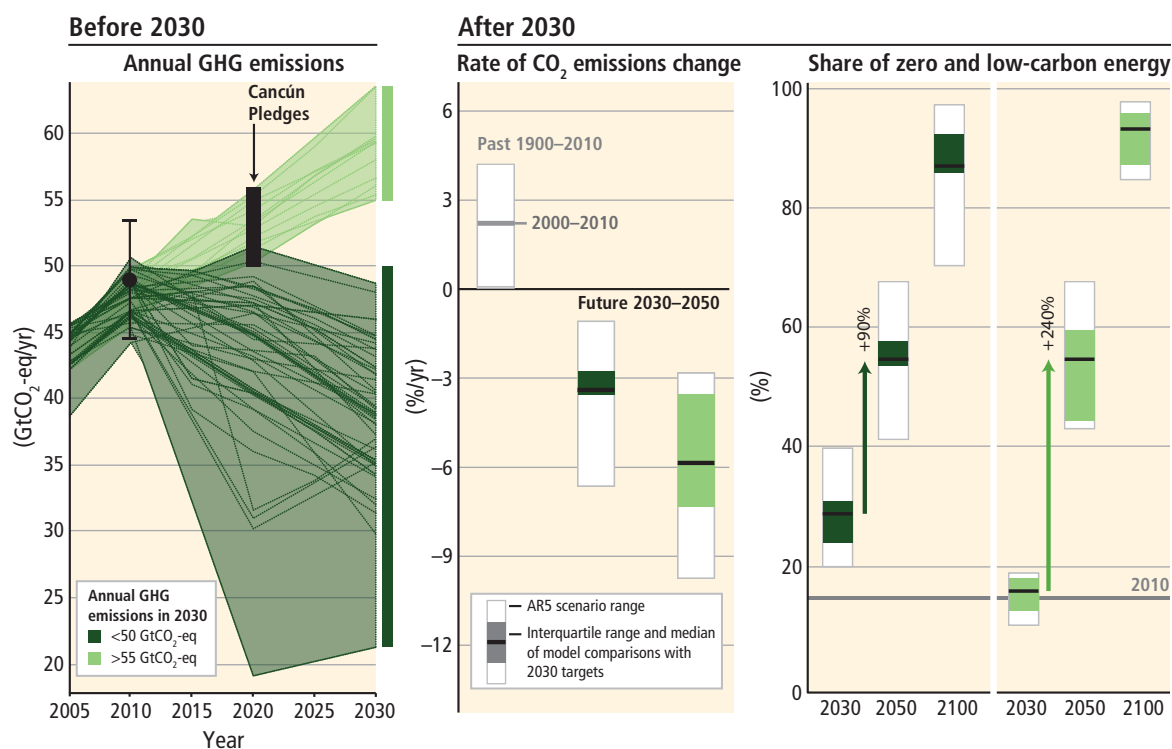 Before 2030
Annual GHG emissions
Cancún
Pledges
60
55
50
45
40
35
30
25
20
(GtCO2-eq/yr)
Annual GHG
emissions in 2030
<50 GtCO2-eq
>55 GtCO2-eq
2005 2010 2015 2020 2025 2030
Year
After 2030
Rate of CO2 emissions change
6
Past 1900–2010
3
2000–2010
0
Future 2030–2050
−3
−6
−9
−12
(%/yr)
AR5 scenario range
Interquartile range and median
of model comparisons with
2030 targets
Share of zero and low-carbon energy
100
80
60
40
20
0
(%)
+90%
+240%
2010
2030 2050 2100 2030 2050 2100